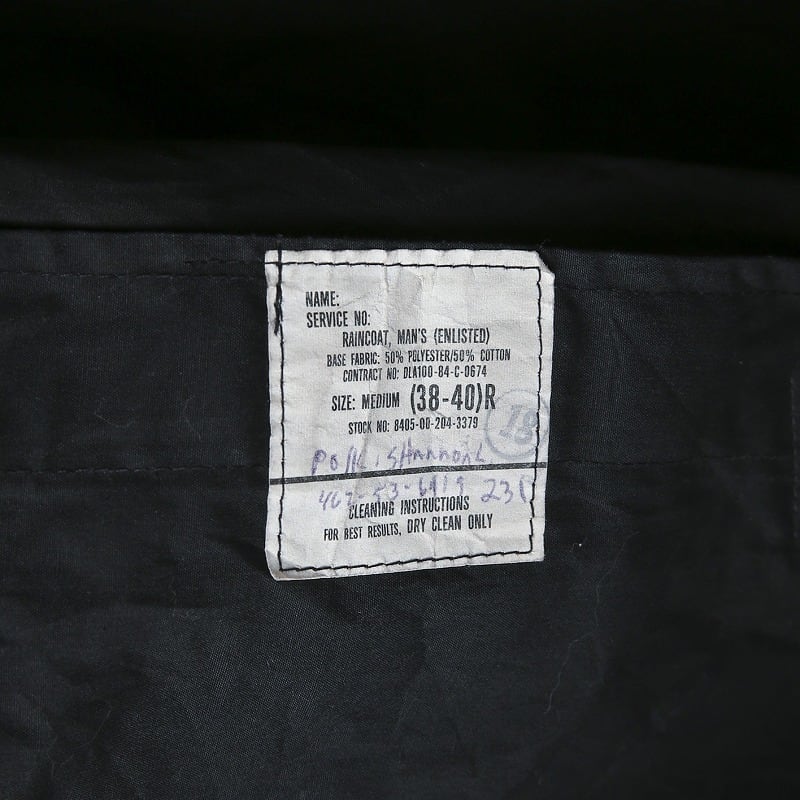 NAME:
SERVICE NO:
RAINCOAT, MAN'S (ENLISTED)
BASE FABRIC: 50% POLYESTER/50% COTTON
CONTRACT NO: DLA100-84-C-0674
SIZE: MEDIUM (38-40)R
STOCK NO: 8405-00-204-3379
18
CLEANING INSTRUCTIONS
FOR BEST RESULTS, DRY CLEAN ONLY